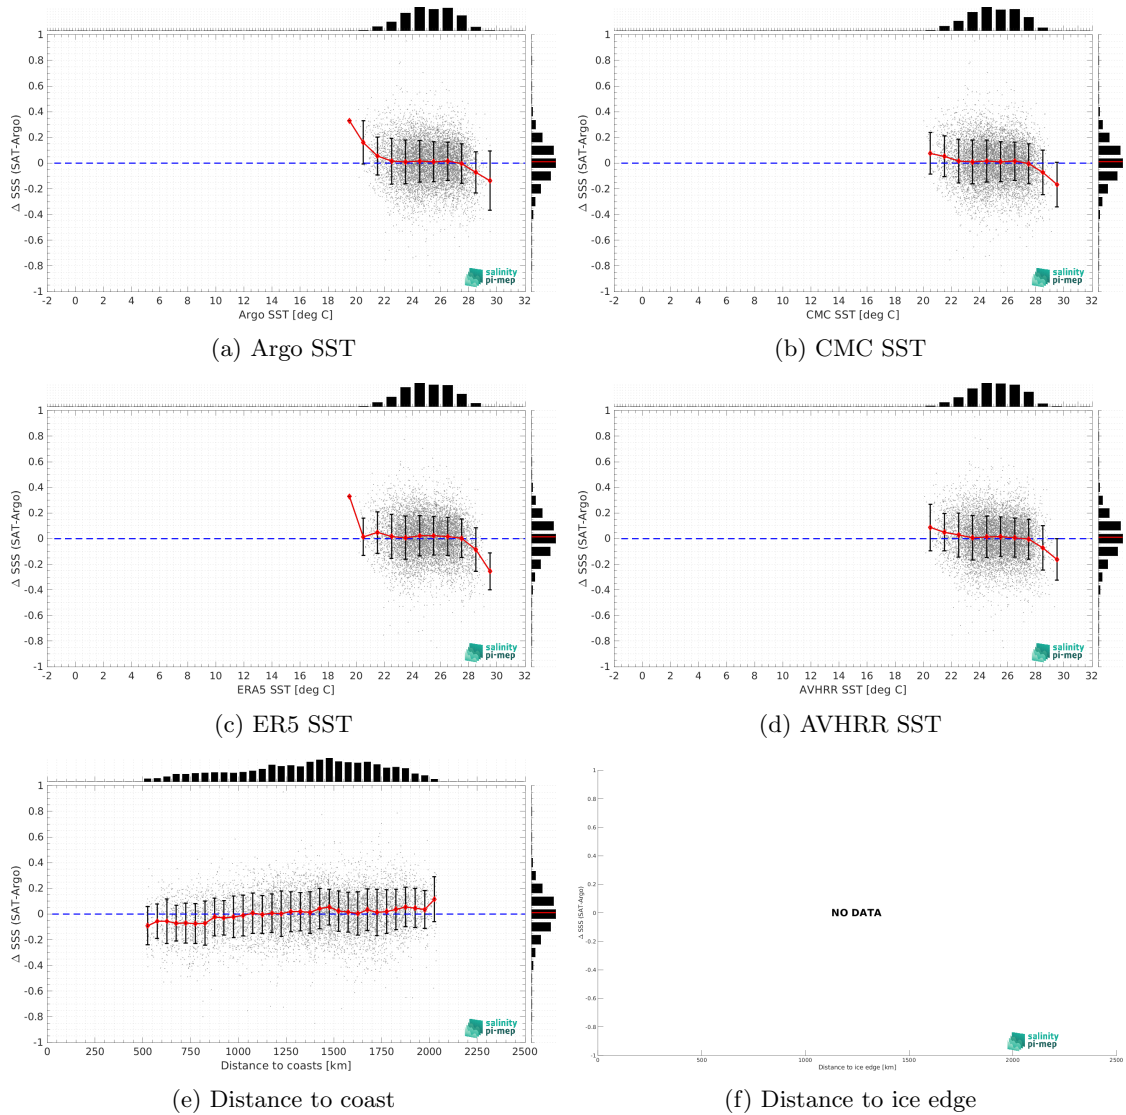 1
0.8
0.6
0.4
0.2
0
-0.2
-0.4
-0.6
-0.8
-1
Δ SSS (SAT-Argo)
salinity
pi-mep
-2 0 2 4 6 8 10 12 14 16 18 20 22 24 26 28 30 32
Argo SST [deg C]
(a) Argo SST
1
0.8
0.6
0.4
0.2
0
-0.2
-0.4
-0.6
-0.8
-1
Δ SSS (SAT-Argo)
salinity
pi-mep
-2 0 2 4 6 8 10 12 14 16 18 20 22 24 26 28 30 32
CMC SST [deg C]
(b) CMC SST
1
0.8
0.6
0.4
0.2
0
-0.2
-0.4
-0.6
-0.8
-1
Δ SSS (SAT-Argo)
salinity
pi-mep
-2 0 2 4 6 8 10 12 14 16 18 20 22 24 26 28 30 32
ERA5 SST [deg C]
(c) ER5 SST
1
0.8
0.6
0.4
0.2
0
-0.2
-0.4
-0.6
-0.8
-1
Δ SSS (SAT-Argo)
salinity
pi-mep
-2 0 2 4 6 8 10 12 14 16 18 20 22 24 26 28 30 32
AVHRR SST [deg C]
(d) AVHRR SST
1
0.8
0.6
0.4
0.2
0
-0.2
-0.4
-0.6
-0.8
-1
Δ SSS (SAT-Argo)
salinity
pi-mep
0 250 500 750 1000 1250 1500 1750 2000 2250 2500
Distance to coasts [km]
(e) Distance to coast
1
0.8
0.6
0.4
0.2
0
-0.2
-0.4
-0.6
-0.8
-1
Δ SSS (SAT-Argo)
NO DATA
salinity
pi-mep
0 500 1000 1500 2000 2500
Distance to ice edge [km]
(f) Distance to ice edge